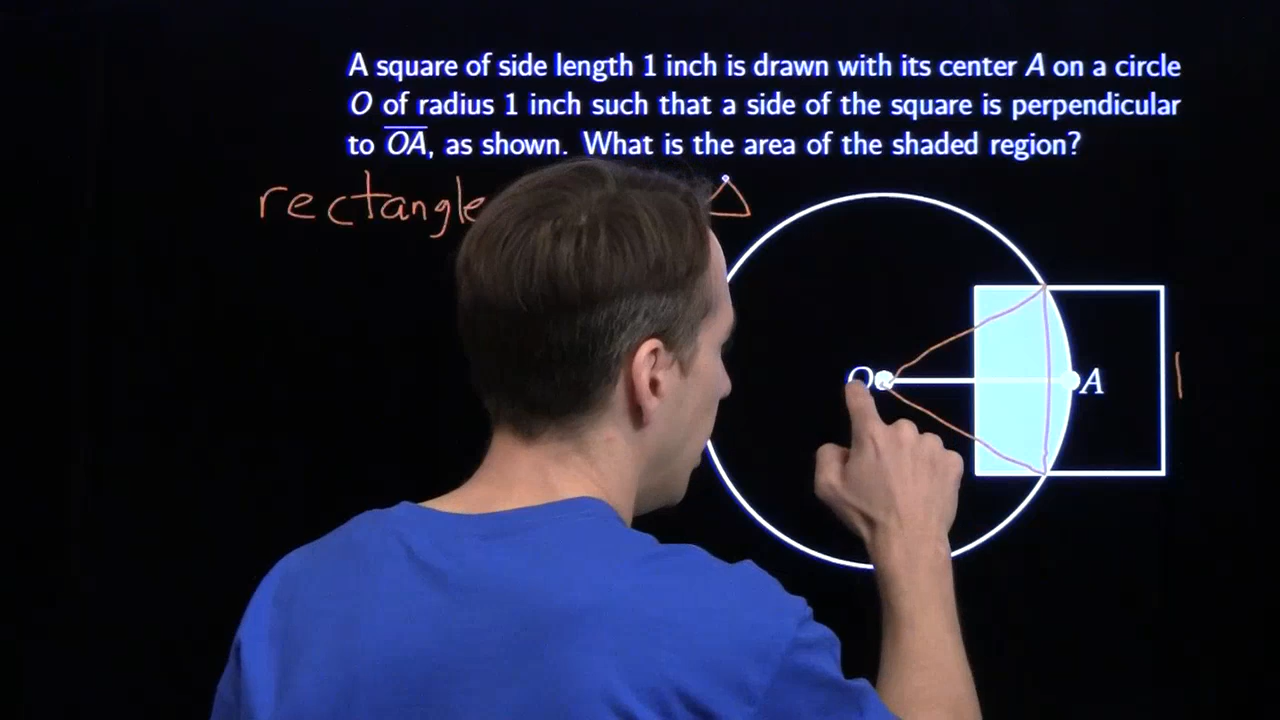 A square of side length 1 inch is drawn with its center A on a circle
O of radius 1 inch such that a side of the square is perpendicular
to OA, as shown. What is the area of the shaded region?
rectangle
O
A
1